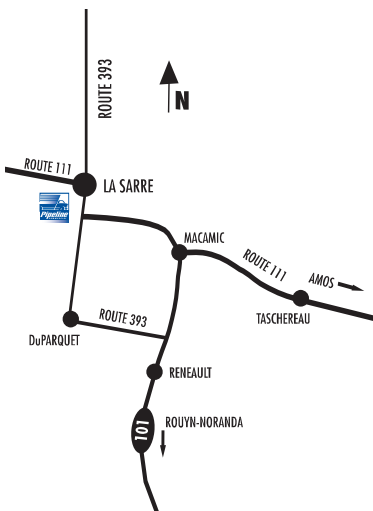 ROUTE 393
N
ROUTE 111
LA SARRE
Pipeline
MACAMIC
ROUTE 111
AMOS
TASCHEREAU
ROUTE 393
DuPARQUET
RENEAULT
101
ROUYN-NORANDA